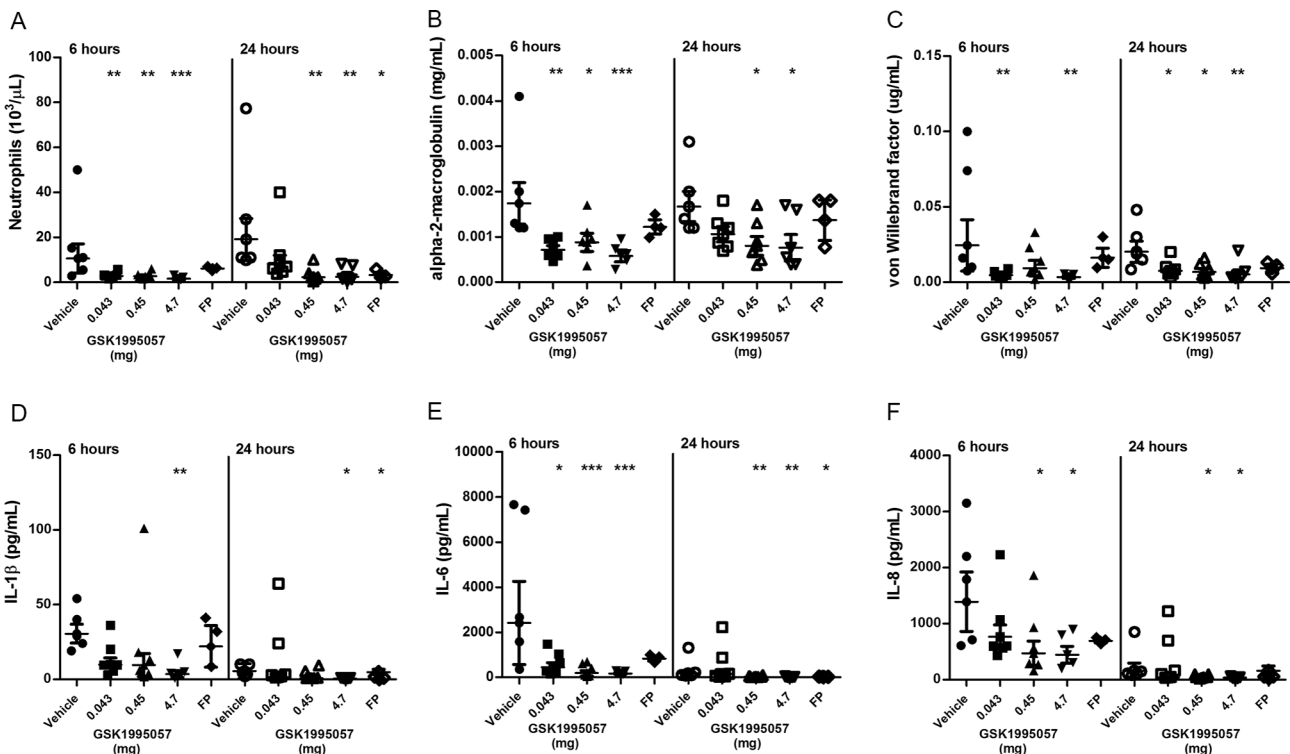 A
6 hours
24 hours
** ** *** ** ** *
Neutrophils (10³/µL)
100
80
60
40
20
0
Vehicle 0.043 0.45 4.7 FP Vehicle 0.043 0.45 4.7 FP
GSK1995057 (mg)
GSK1995057 (mg)
B
6 hours
24 hours
** * *** * *
alpha-2-macroglobulin (mg/mL)
0.005
0.004
0.003
0.002
0.001
0.000
Vehicle 0.043 0.45 4.7 FP Vehicle 0.043 0.45 4.7 FP
GSK1995057 (mg)
GSK1995057 (mg)
C
6 hours
24 hours
** ** * * **
von Willebrand factor (ug/mL)
0.15
0.10
0.05
0.00
Vehicle 0.043 0.45 4.7 FP Vehicle 0.043 0.45 4.7 FP
GSK1995057 (mg)
GSK1995057 (mg)
D
6 hours
24 hours
** * *
IL-1β (pg/mL)
150
100
50
0
Vehicle 0.043 0.45 4.7 FP Vehicle 0.043 0.45 4.7 FP
GSK1995057 (mg)
GSK1995057 (mg)
E
6 hours
24 hours
* *** *** ** ** *
IL-6 (pg/mL)
10000
8000
6000
4000
2000
0
Vehicle 0.043 0.45 4.7 FP Vehicle 0.043 0.45 4.7 FP
GSK1995057 (mg)
GSK1995057 (mg)
F
6 hours
24 hours
* * * *
IL-8 (pg/mL)
4000
3000
2000
1000
0
Vehicle 0.043 0.45 4.7 FP Vehicle 0.043 0.45 4.7 FP
GSK1995057 (mg)
GSK1995057 (mg)